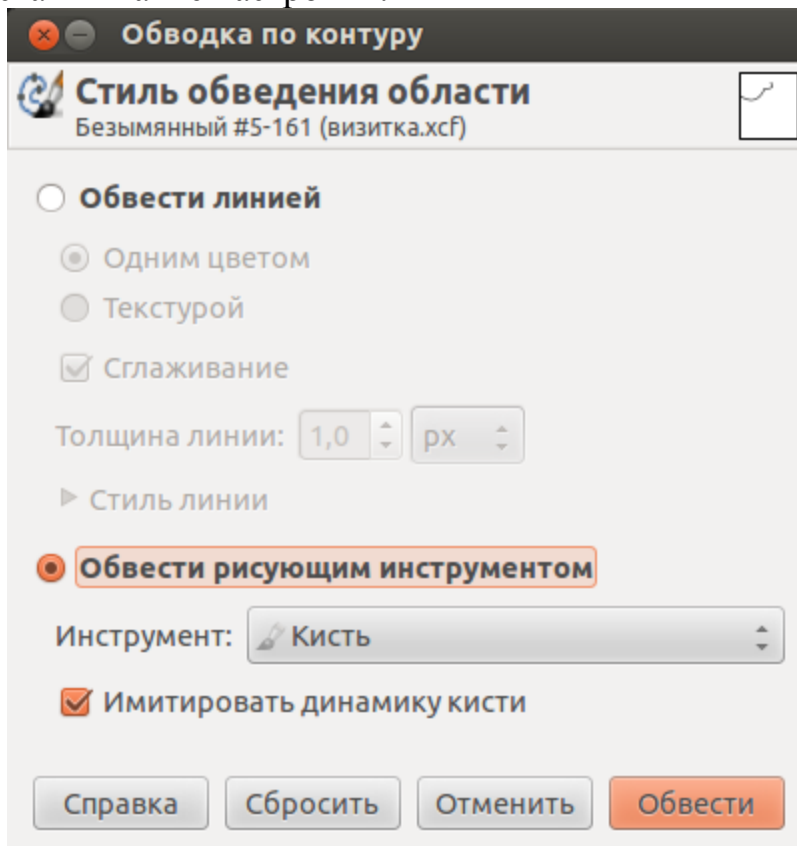 Обводка по контуру
Стиль обведения области
Безымянный #5-161 (визитка.xcf)
Обвести линией
Одним цветом
Текстурой
Сглаживание
Толщина линии: 1,0 px
Стиль линии
Обвести рисующим инструментом
Инструмент: Кисть
Имитировать динамику кисти
Справка Сбросить Отменить Обвести